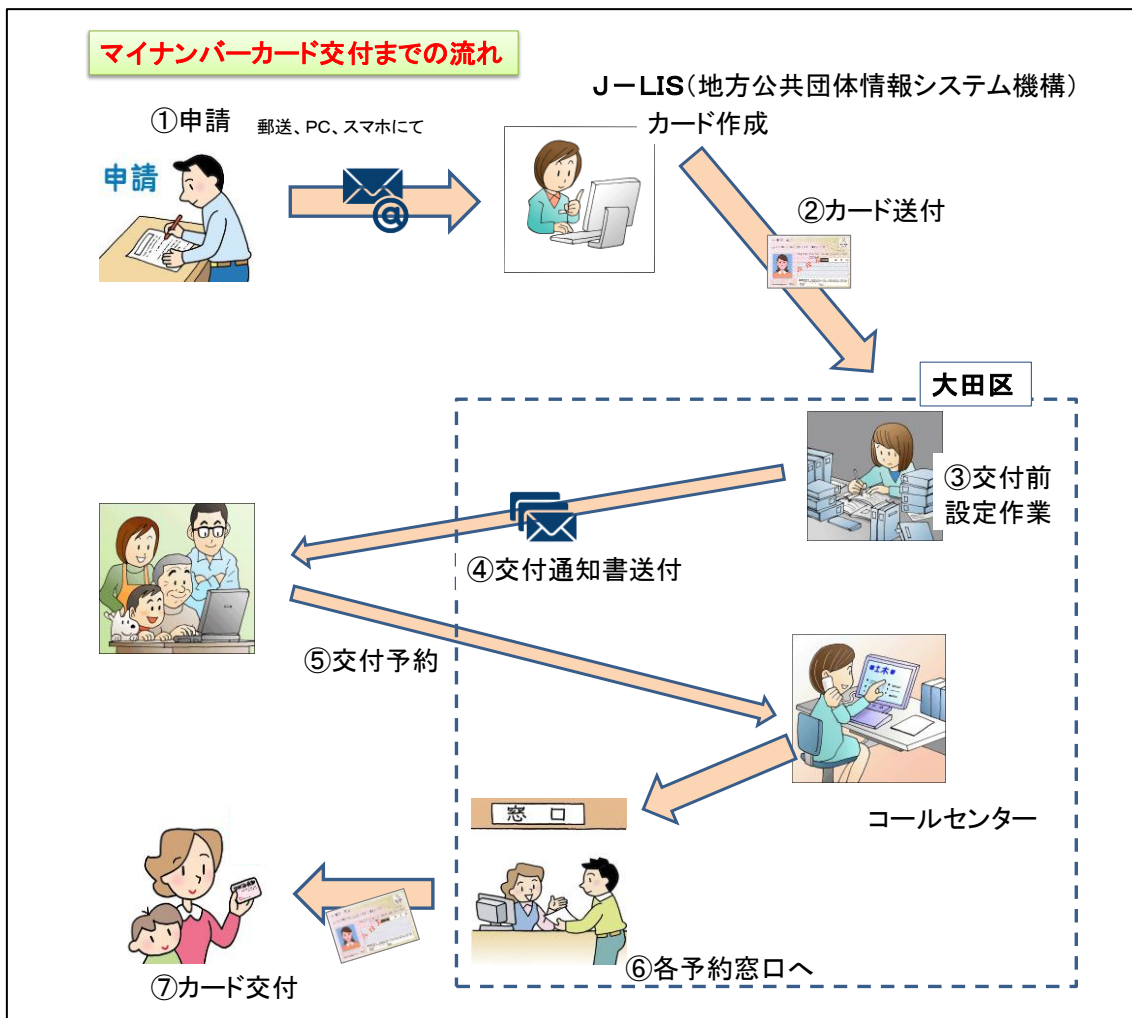 マイナンバーカード交付までの流れ
J－LIS（地方公共団体情報システム機構）
カード作成
①申請　郵送、PC、スマホにて
申請
②カード送付
大田区
③交付前
設定作業
④交付通知書送付
⑤交付予約
コールセンター
窓口
⑥各予約窓口へ
⑦カード交付